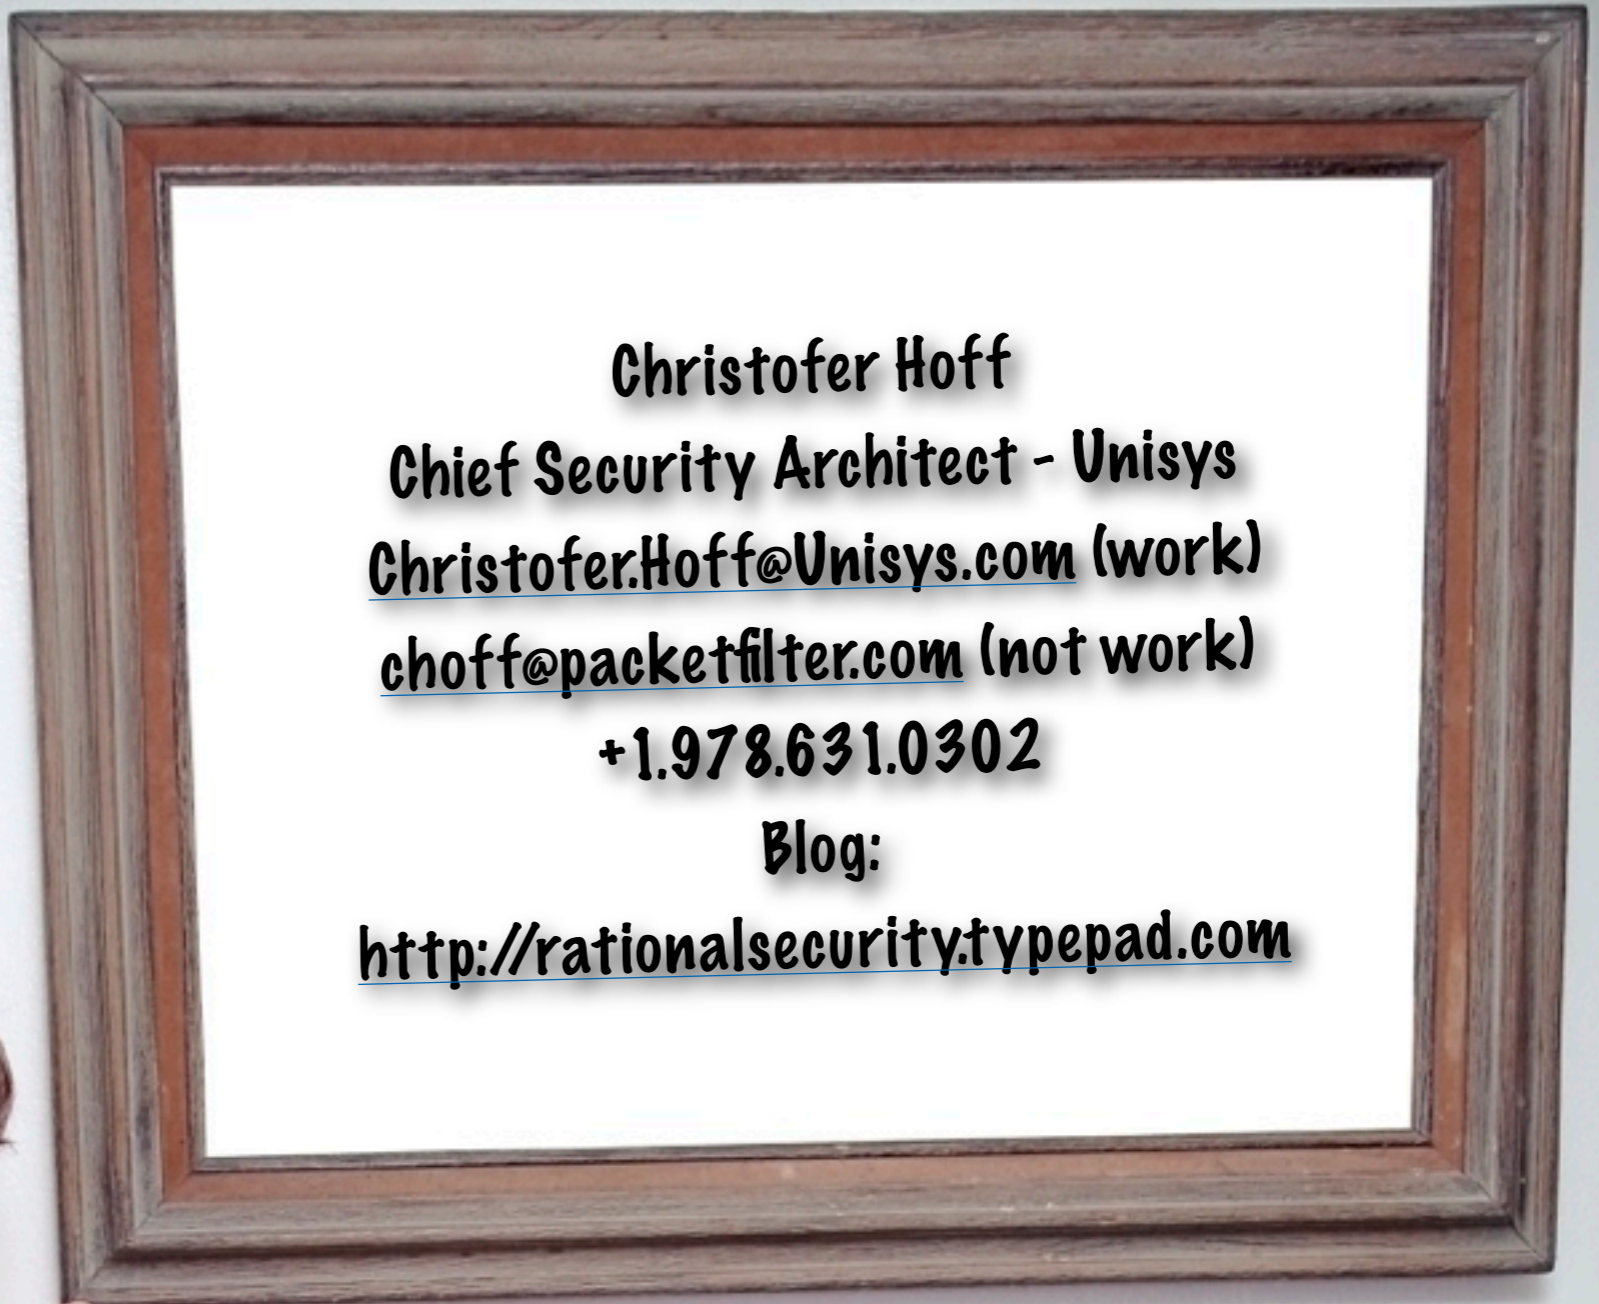 Christofer Hoff
Chief Security Architect - Unisys
Christofer.Hoff@Unisys.com (work)
choff@packetfilter.com (not work)
+1.978.631.0302
Blog:
http://rationalsecurity.typepad.com